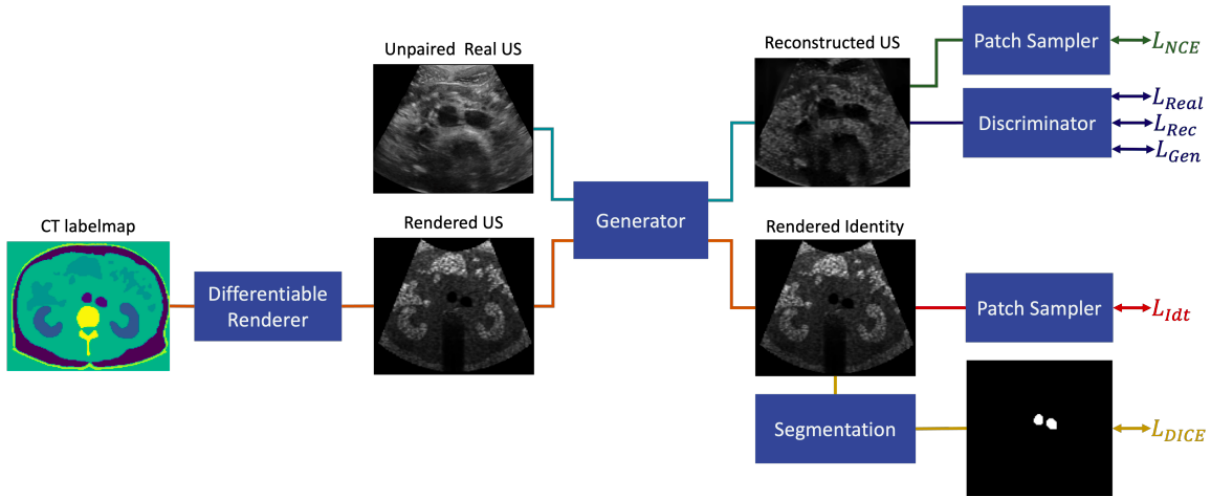 Unpaired Real US
Reconstructed US
Patch Sampler
L_NCE
Discriminator
L_Real
L_Rec
L_Gen
Generator
CT labelmap
Rendered US
Rendered Identity
Differentiable
Renderer
Patch Sampler
L_Idt
Segmentation
L_DICE